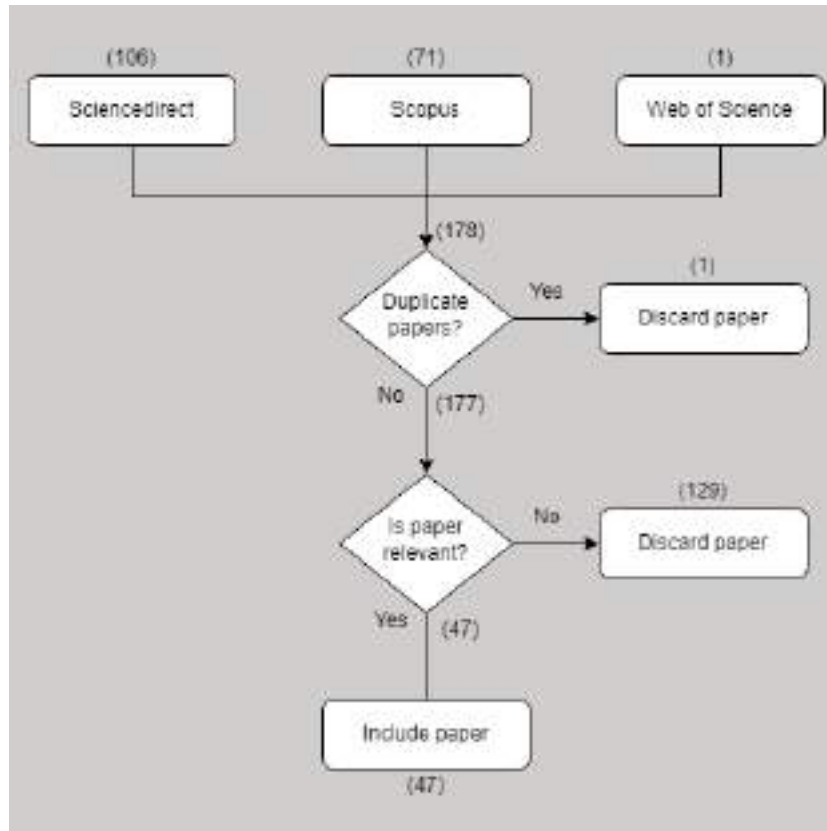 (106)
(71)
(1)
Sciencedirect
Scopus
Web of Science
(178)
(1)
Duplicate
papers?
Yes
Discard paper
No
(177)
(129)
Is paper
relevant?
No
Discard paper
Yes
(47)
Include paper
(47)